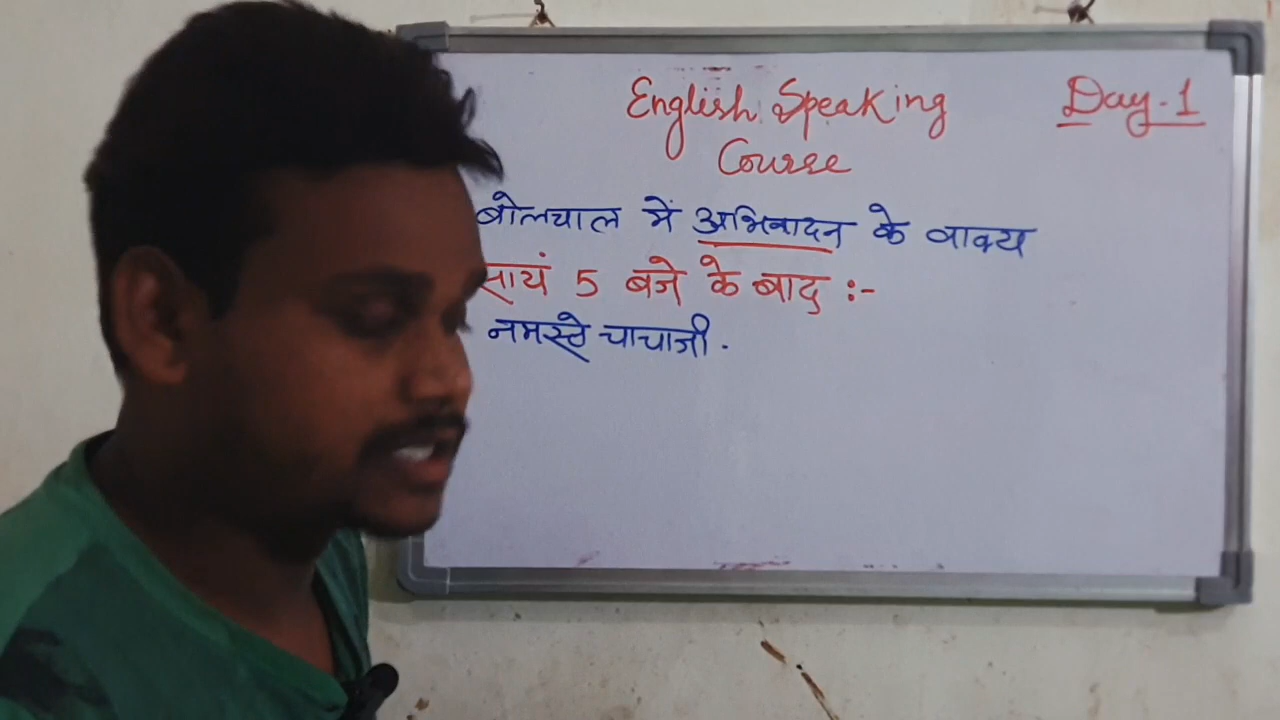 English Speaking Day-1
Course
बोलचाल में अभिवादन के वाक्य
सायं 5 बजे के बाद :-
नमस्ते चाचाजी.